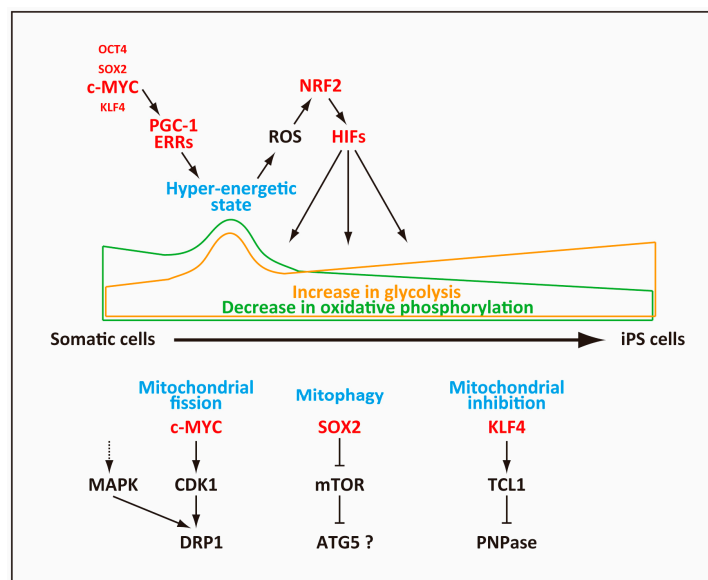 OCT4
SOX2
c-MYC
KLF4
PGC-1
ERRs
NRF2
ROS
HIFs
Hyper-energetic
state
Increase in glycolysis
Decrease in oxidative phosphorylation
Somatic cells
iPS cells
Mitochondrial
fission
c-MYC
MAPK
CDK1
DRP1
Mitophagy
SOX2
mTOR
ATG5 ?
Mitochondrial
inhibition
KLF4
TCL1
PNPase